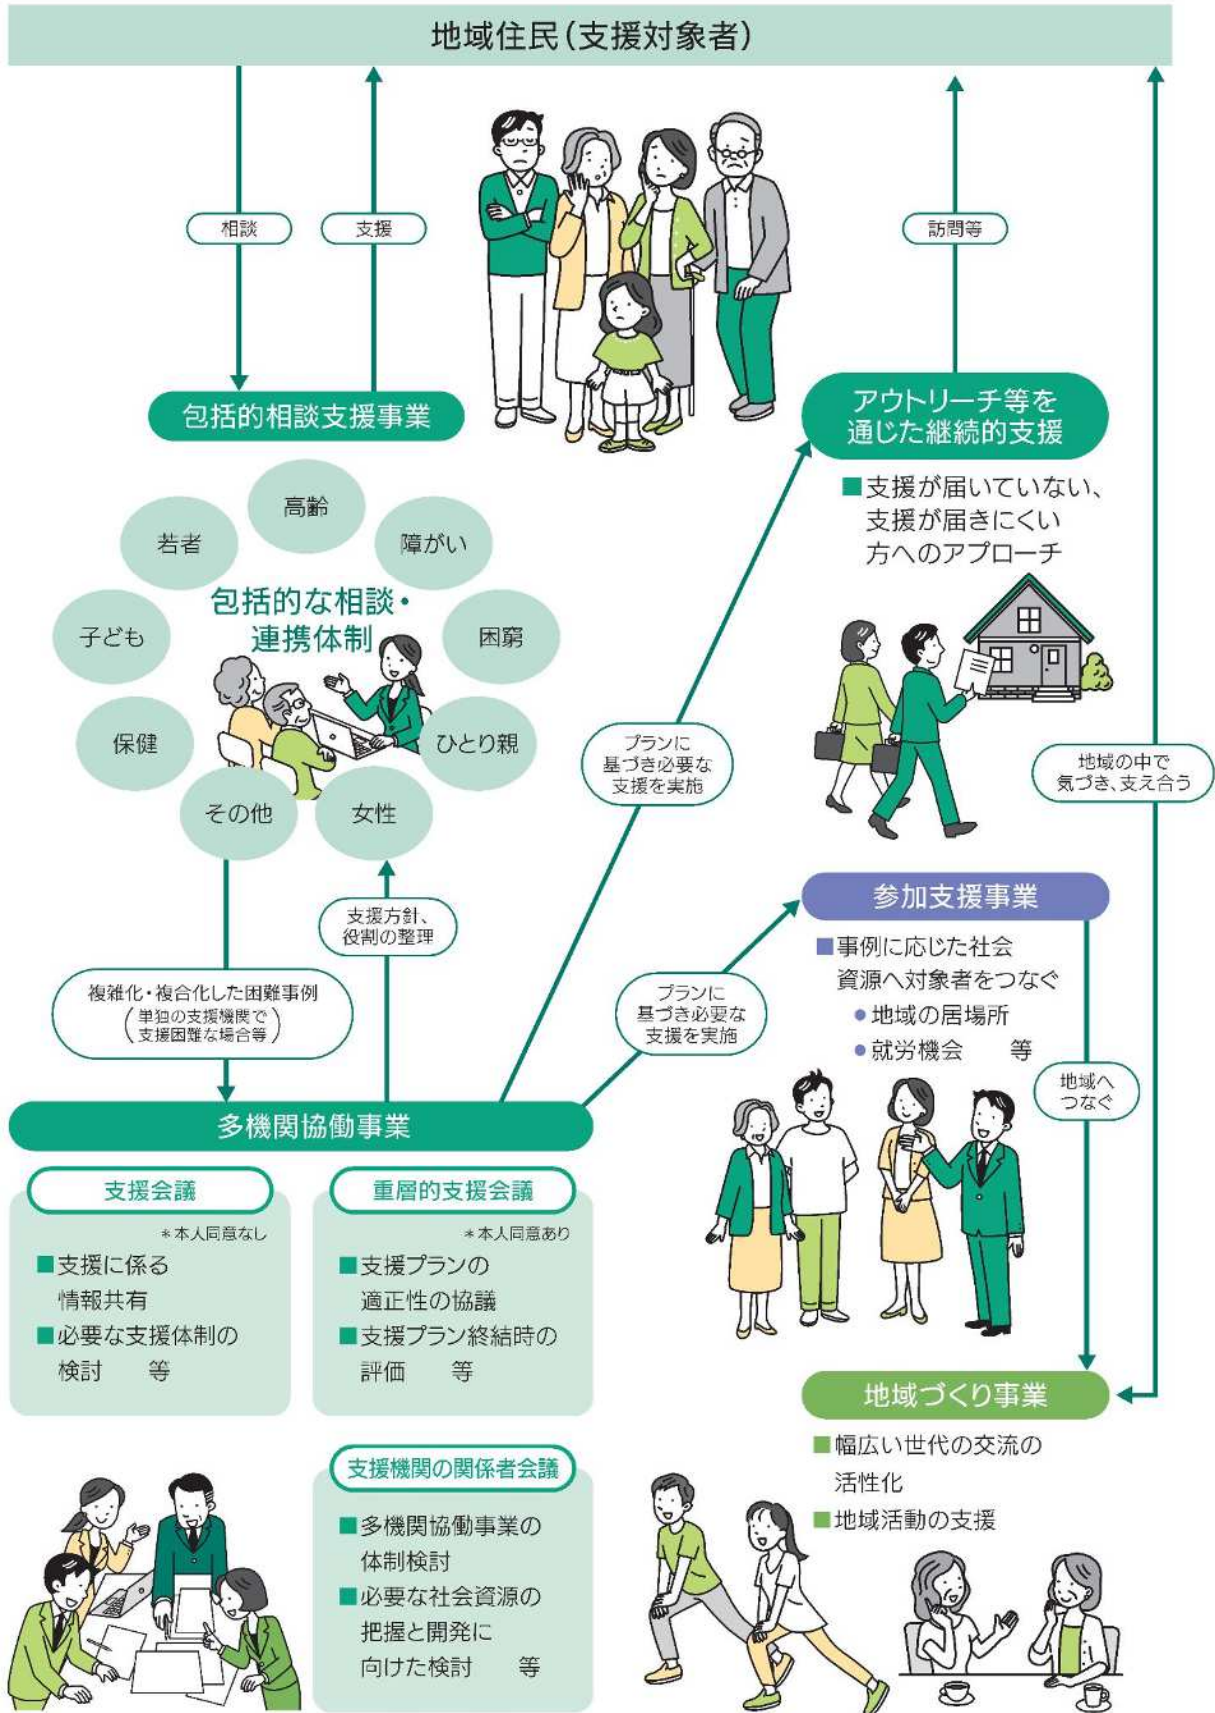 地域住民（支援対象者）
相談
支援
訪問等
包括的相談支援事業
高齢
若者
障がい
包括的な相談・
連携体制
子ども
困窮
保健
ひとり親
その他
女性
アウトリーチ等を
通じた継続的支援
■支援が届いていない、
支援が届きにくい
方へのアプローチ
プランに
基づき必要な
支援を実施
地域の中で
気づき、支え合う
支援方針、
役割の整理
複雑化・複合化した困難事例
（単独の支援機関で
支援困難な場合等）
プランに
基づき必要な
支援を実施
参加支援事業
■事例に応じた社会
資源へ対象者をつなぐ
●地域の居場所
●就労機会　等
地域へ
つなぐ
多機関協働事業
支援会議
＊本人同意なし
■支援に係る
情報共有
■必要な支援体制の
検討　等
重層的支援会議
＊本人同意あり
■支援プランの
適正性の協議
■支援プラン終結時の
評価　等
支援機関の関係者会議
■多機関協働事業の
体制検討
■必要な社会資源の
把握と開発に
向けた検討　等
地域づくり事業
■幅広い世代の交流の
活性化
■地域活動の支援